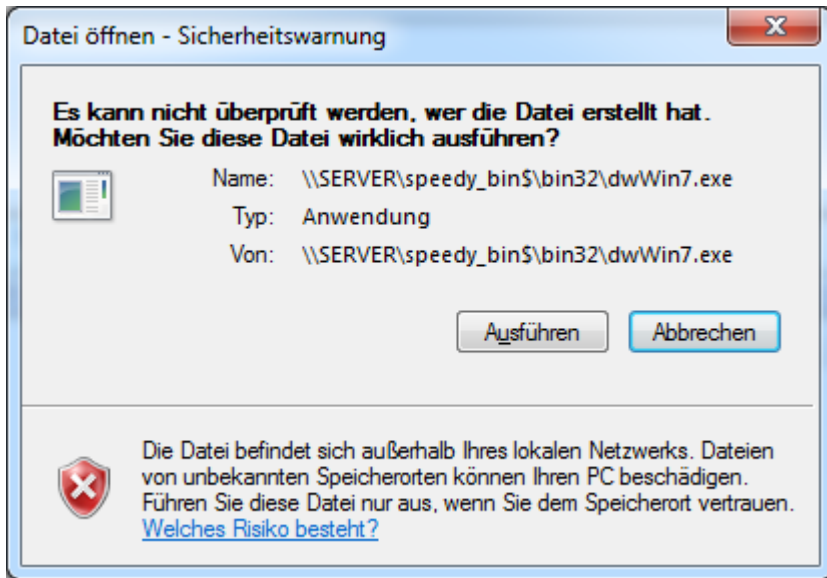 Datei öffnen - Sicherheitswarnung
Es kann nicht überprüft werden, wer die Datei erstellt hat.
Möchten Sie diese Datei wirklich ausführen?
Name: \\SERVER\speedy_bin$\bin32\dwWin7.exe
Typ: Anwendung
Von: \\SERVER\speedy_bin$\bin32\dwWin7.exe
Ausführen Abbrechen
Die Datei befindet sich außerhalb Ihres lokalen Netzwerks. Dateien
von unbekannten Speicherorten können Ihren PC beschädigen.
Führen Sie diese Datei nur aus, wenn Sie dem Speicherort vertrauen.
Welches Risiko besteht?